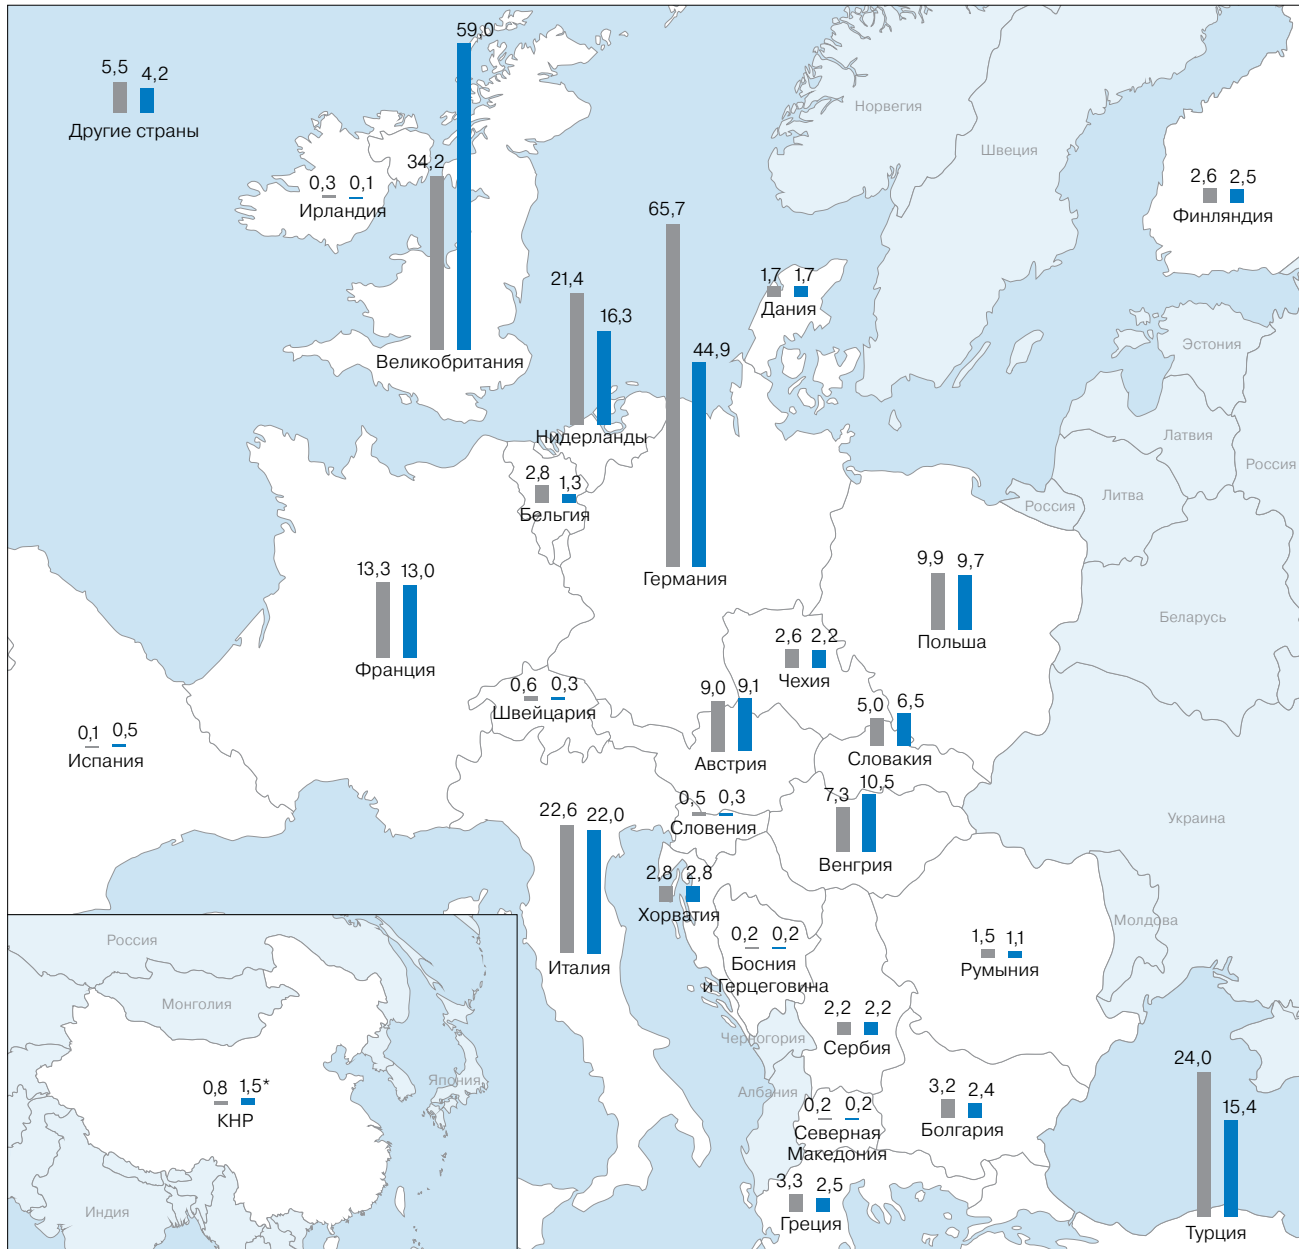 59,0
5,5 4,2
Другие страны
Норвегия
Швеция
34,2
0,3 0,1
Ирландия
2,6 2,5
Финляндия
65,7
21,4
16,3
1,7 1,7
Дания
Эстония
Великобритания
44,9
Нидерланды
Латвия
Россия
2,8 1,3
Бельгия
Литва
Россия
13,3 13,0
Франция
Германия
9,9 9,7
Польша
Беларусь
2,6 2,2
Чехия
0,6 0,3
Швейцария
9,0 9,1
Австрия
5,0 6,5
Словакия
0,1 0,5
Испания
22,6 22,0
Италия
0,5 0,3
Словения
7,3 10,5
Венгрия
Украина
2,8 2,8
Хорватия
0,2 0,2
Босния
и Герцеговина
1,5 1,1
Румыния
Молдова
Россия
Монголия
Япония
0,8 1,5*
КНР
Индия
Черногория
2,2 2,2
Сербия
Албания
0,2 0,2
Северная
Македония
3,2 2,4
Болгария
3,3 2,5
Греция
24,0
15,4
Турция